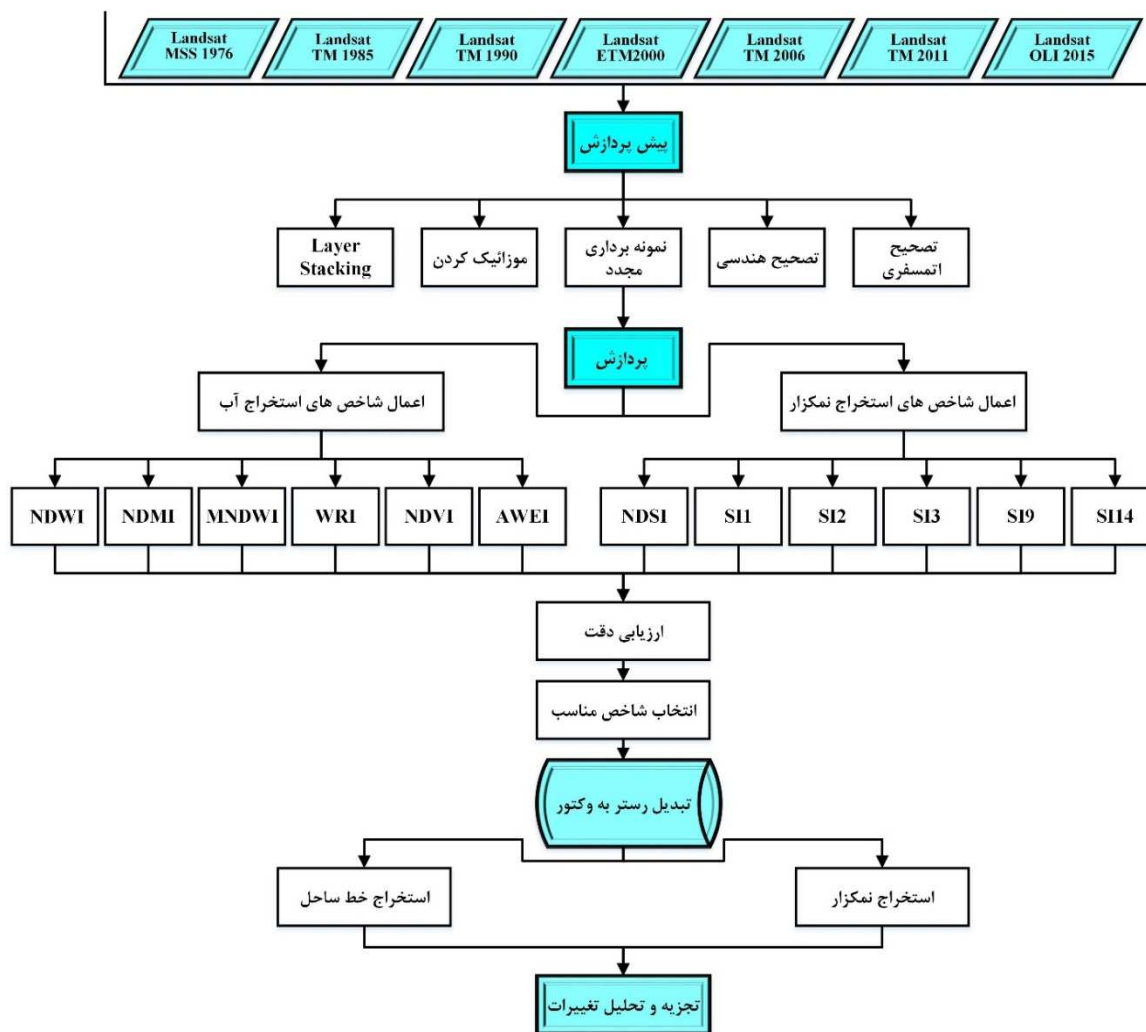 Landsat
MSS 1976
Landsat
TM 1985
Landsat
TM 1990
Landsat
ETM2000
Landsat
TM 2006
Landsat
TM 2011
Landsat
OLI 2015
پیش پردازش
Layer
Stacking
موزائیک کردن
نمونه برداری
مجدد
تصحیح هندسی
تصحیح
اتمسفری
پردازش
اعمال شاخص های استخراج آب
اعمال شاخص های استخراج نمکزار
NDWI
NDMI
MNDWI
WRI
NDVI
AWEI
NDSI
SI1
SI2
SI3
SI9
SI14
ارزیابی دقت
انتخاب شاخص مناسب
تبدیل رستر به وکتور
استخراج خط ساحل
استخراج نمکزار
تجزیه و تحلیل تغییرات